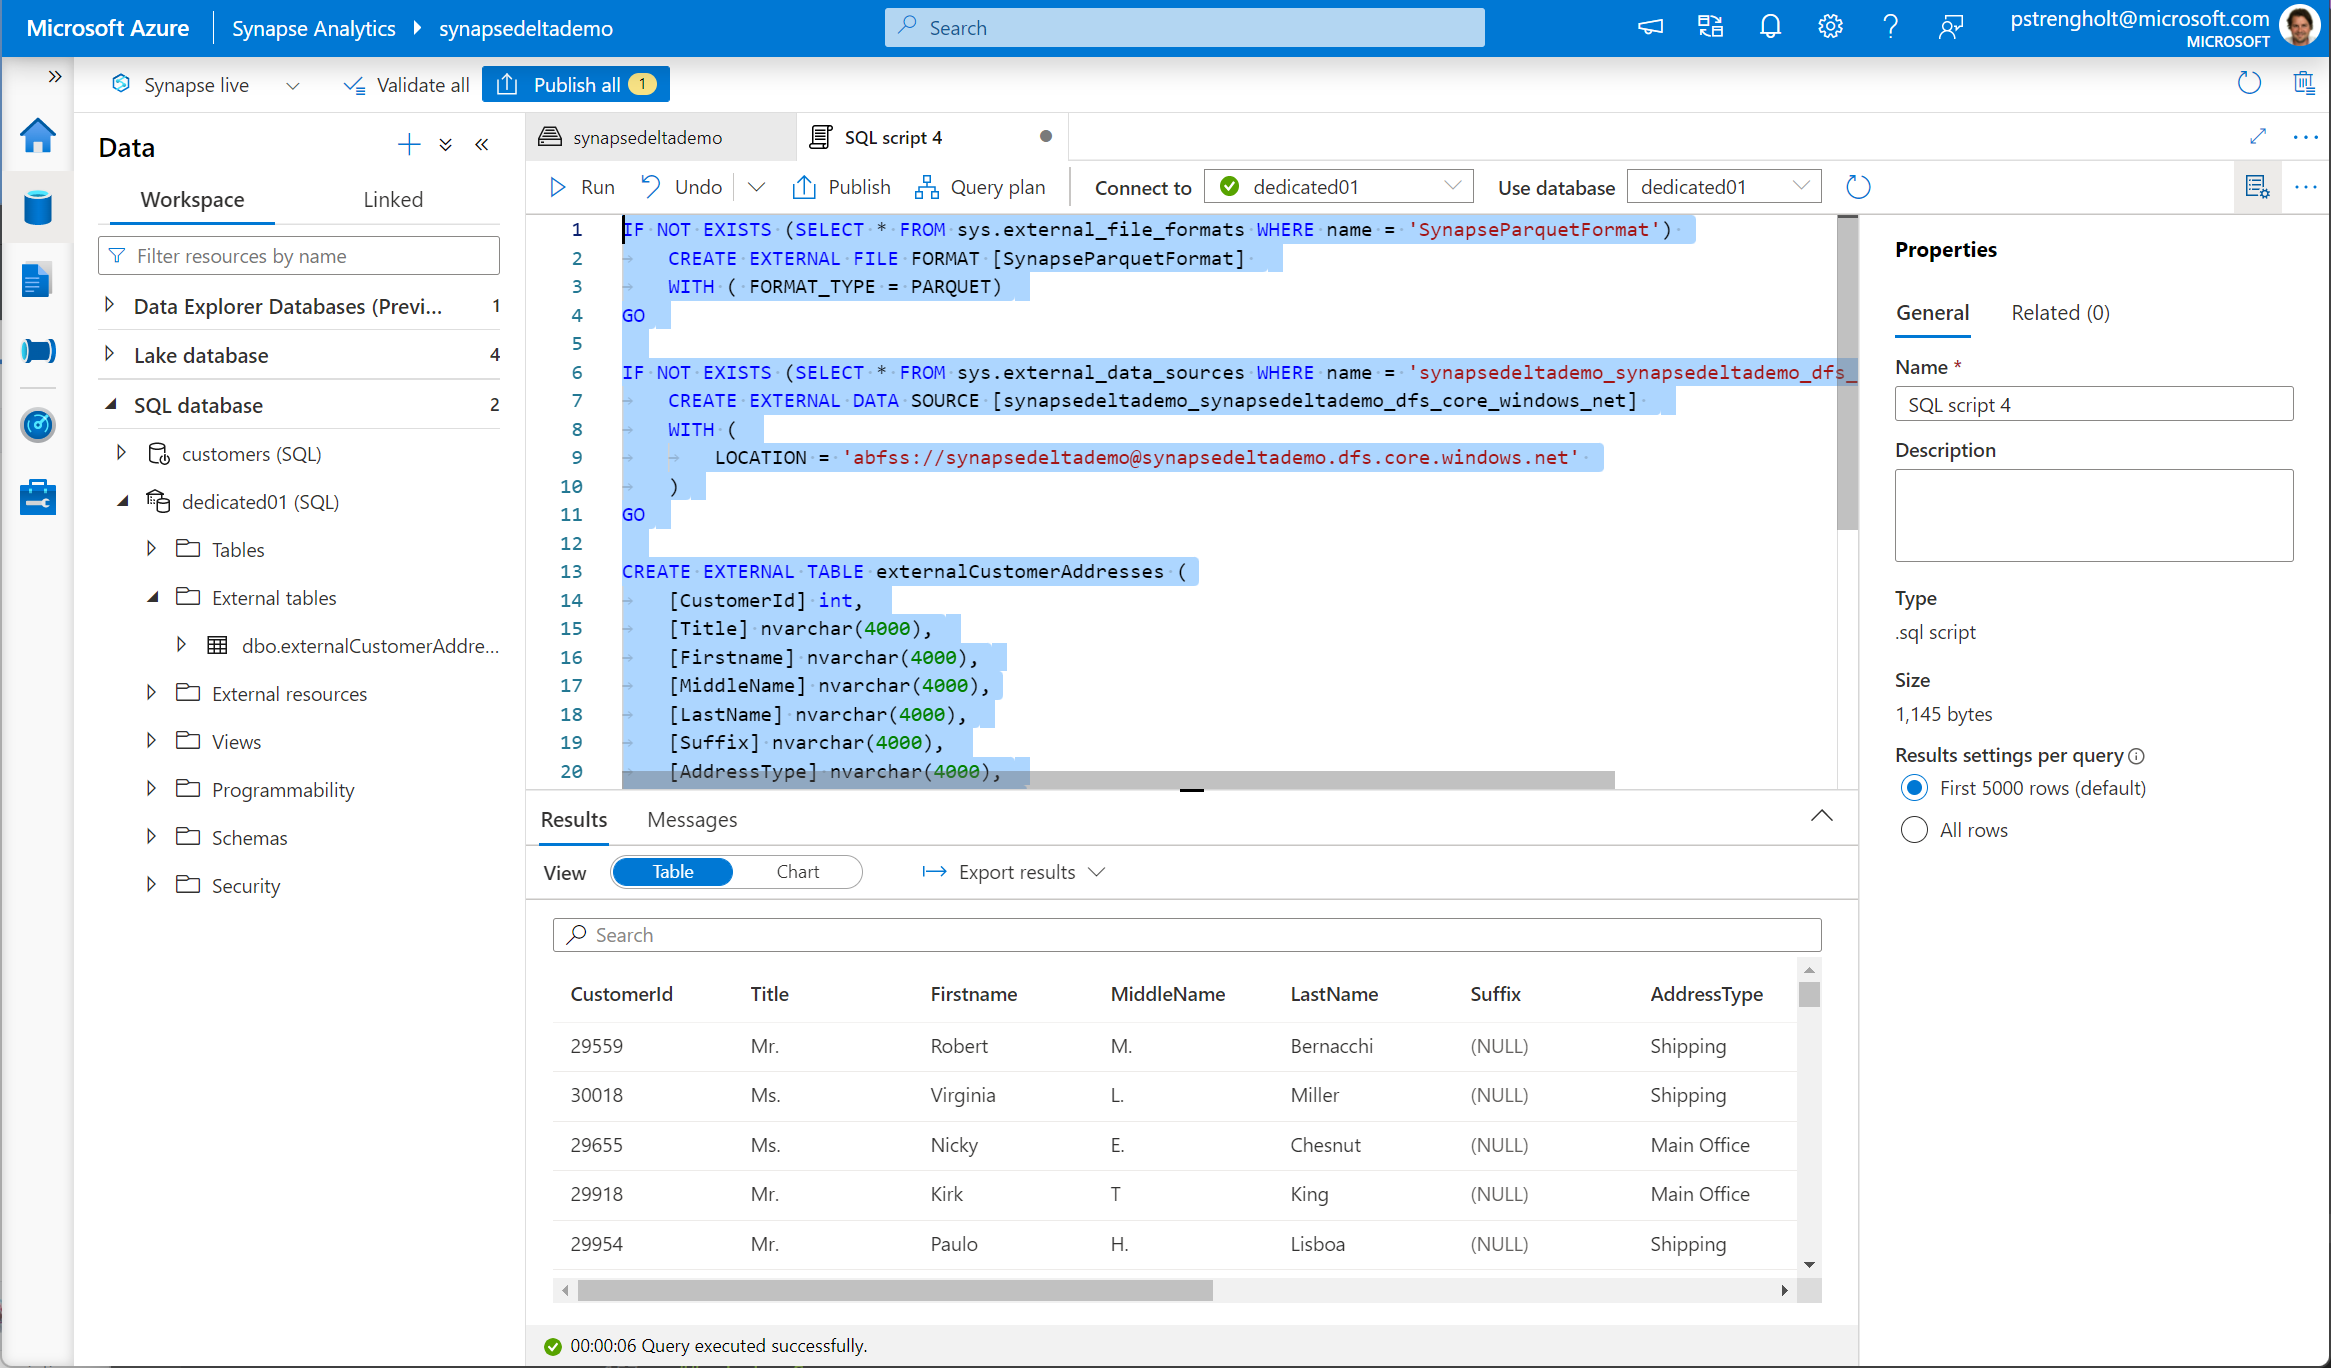 Microsoft Azure
Synapse Analytics
synapsedeltademo
Search
pstrengholt@microsoft.com
MICROSOFT
Synapse live
Validate all
Publish all 1
Data
Workspace
Linked
Filter resources by name
Data Explorer Databases (Previ... 1
Lake database 4
SQL database 2
customers (SQL)
dedicated01 (SQL)
Tables
External tables
dbo.externalCustomerAddre...
External resources
Views
Programmability
Schemas
Security
synapsedeltademo
SQL script 4
Run
Undo
Publish
Query plan
Connect to
dedicated01
Use database
dedicated01
1 IF NOT EXISTS (SELECT * FROM sys.external_file_formats WHERE name = 'SynapseParquetFormat')
2 CREATE EXTERNAL FILE FORMAT [SynapseParquetFormat]
3 WITH ( FORMAT_TYPE = PARQUET)
4 GO
5
6 IF NOT EXISTS (SELECT * FROM sys.external_data_sources WHERE name = 'synapsedeltademo_synapsedeltademo_dfs_
7 CREATE EXTERNAL DATA SOURCE [synapsedeltademo_synapsedeltademo_dfs_core_windows_net]
8 WITH (
9 LOCATION = 'abfss://synapsedeltademo@synapsedeltademo.dfs.core.windows.net'
10 )
11 GO
12
13 CREATE EXTERNAL TABLE externalCustomerAddresses (
14 [CustomerId] int,
15 [Title] nvarchar(4000),
16 [Firstname] nvarchar(4000),
17 [MiddleName] nvarchar(4000),
18 [LastName] nvarchar(4000),
19 [Suffix] nvarchar(4000),
20 [AddressType] nvarchar(4000),
Results
Messages
View
Table
Chart
Export results
Search
CustomerId Title Firstname MiddleName LastName Suffix AddressType
29559 Mr. Robert M. Bernacchi (NULL) Shipping
30018 Ms. Virginia L. Miller (NULL) Shipping
29655 Ms. Nicky E. Chesnut (NULL) Main Office
29918 Mr. Kirk T King (NULL) Main Office
29954 Mr. Paulo H. Lisboa (NULL) Shipping
00:00:06 Query executed successfully.
Properties
General
Related (0)
Name *
SQL script 4
Description
Type
.sql script
Size
1,145 bytes
Results settings per query
First 5000 rows (default)
All rows